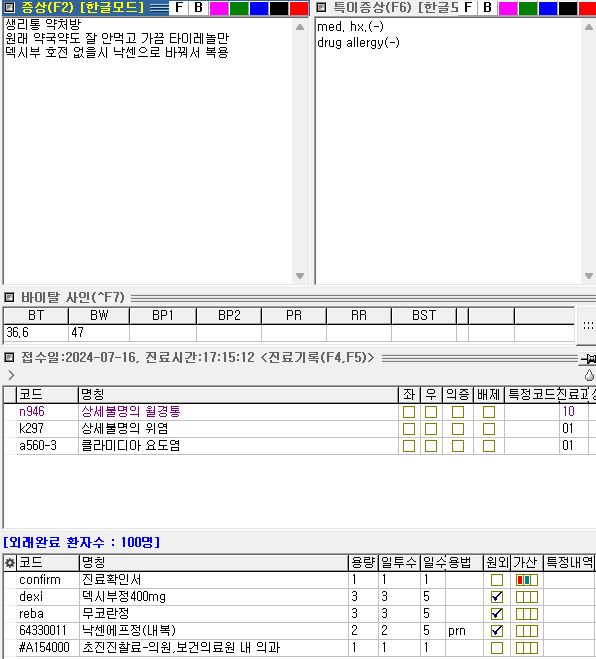 증상(F2) [한글모드] F B
생리통 약처방
원래 약국약도 잘 안먹고 가끔 타이레놀만
덱시부 호전 없을시 낙센으로 바꿔서 복용
특이증상(F6) [한글모 F B
med. hx.(-)
drug allergy(-)
바이탈 사인(^F7)
BT BW BP1 BP2 PR RR BST
36.6 47
접수일:2024-07-16, 진료시간:17:15:12 <진료기록(F4,F5)>
코드 명칭 좌 우 의증 배제 특정코드 진료과
n946 상세불명의 월경통 10
k297 상세불명의 위염 01
a560-3 클라미디아 요도염 01
[외래완료 환자수 : 100명]
코드 명칭 용량 일투수 일수 용법 원외 가산 특정내역
confirm 진료확인서 1 1 1
dexi 덱시부정400mg 3 3 5
reba 무코란정 3 3 5
64330011 낙센에프정(내복) 2 2 5 prn
#A154000 초진진찰료-의원,보건의료원 내 의과 1 1 1